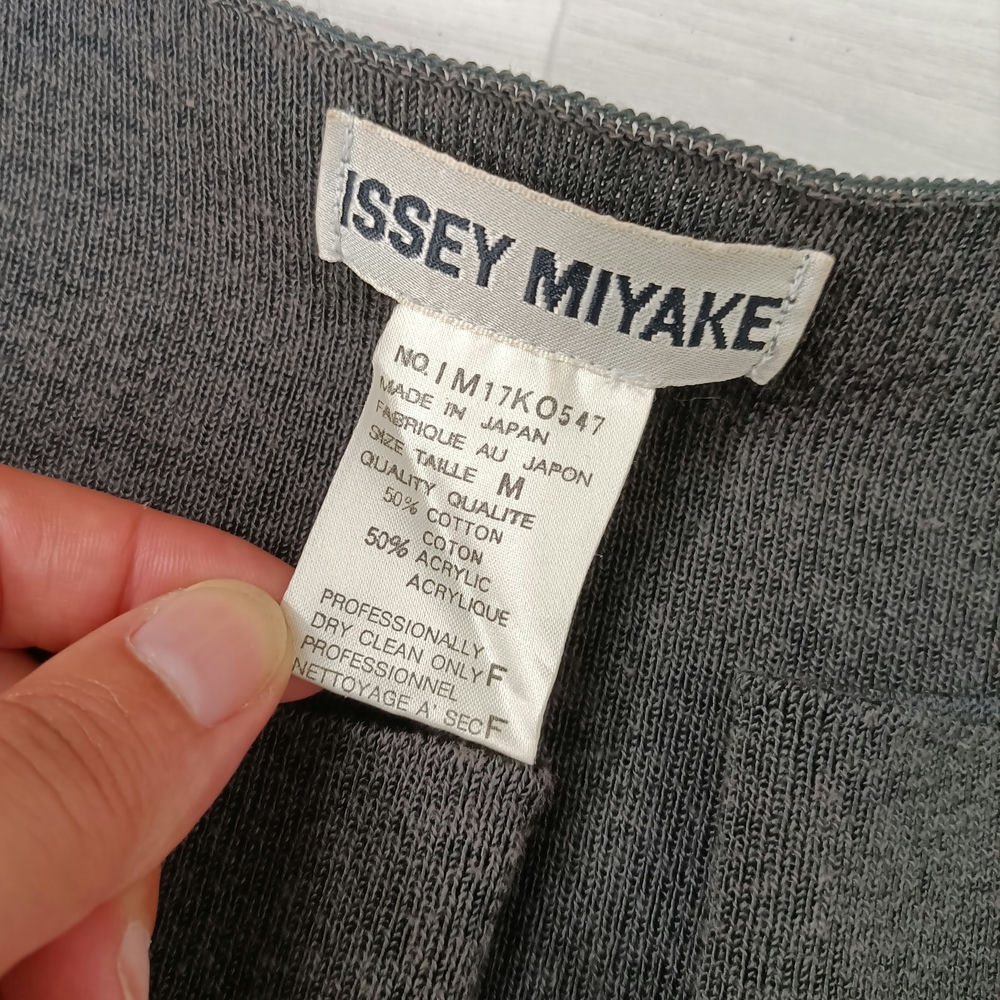 ISSEY MIYAKE
NO. IM17KO547
MADE IN JAPAN
FABRIQUE AU JAPON
SIZE TAILLE M
QUALITY QUALITE
50% COTTON
COTON
50% ACRYLIC
ACRYLIQUE
PROFESSIONALLY
DRY CLEAN ONLY F
PROFESSIONNEL
NETTOYAGE A' SEC F